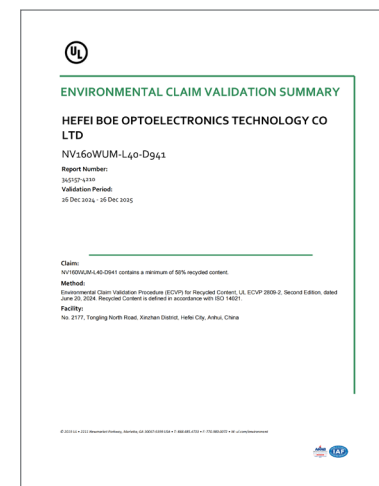 UL
ENVIRONMENTAL CLAIM VALIDATION SUMMARY
HEFEI BOE OPTOELECTRONICS TECHNOLOGY CO
LTD
NV160WUM-L40-D941
Report Number:
345157-4210
Validation Period:
26 Dec 2024 - 26 Dec 2025
Claim:
NV160WUM-L40-D941 contains a minimum of 58% recycled content.
Method:
Environmental Claim Validation Procedure (ECVP) for Recycled Content, UL ECVP 2809-2, Second Edition, dated
June 20, 2024. Recycled Content is defined in accordance with ISO 14021.
Facility:
No. 2177, Tongling North Road, Xinzhan District, Hefei City, Anhui, China
IAF